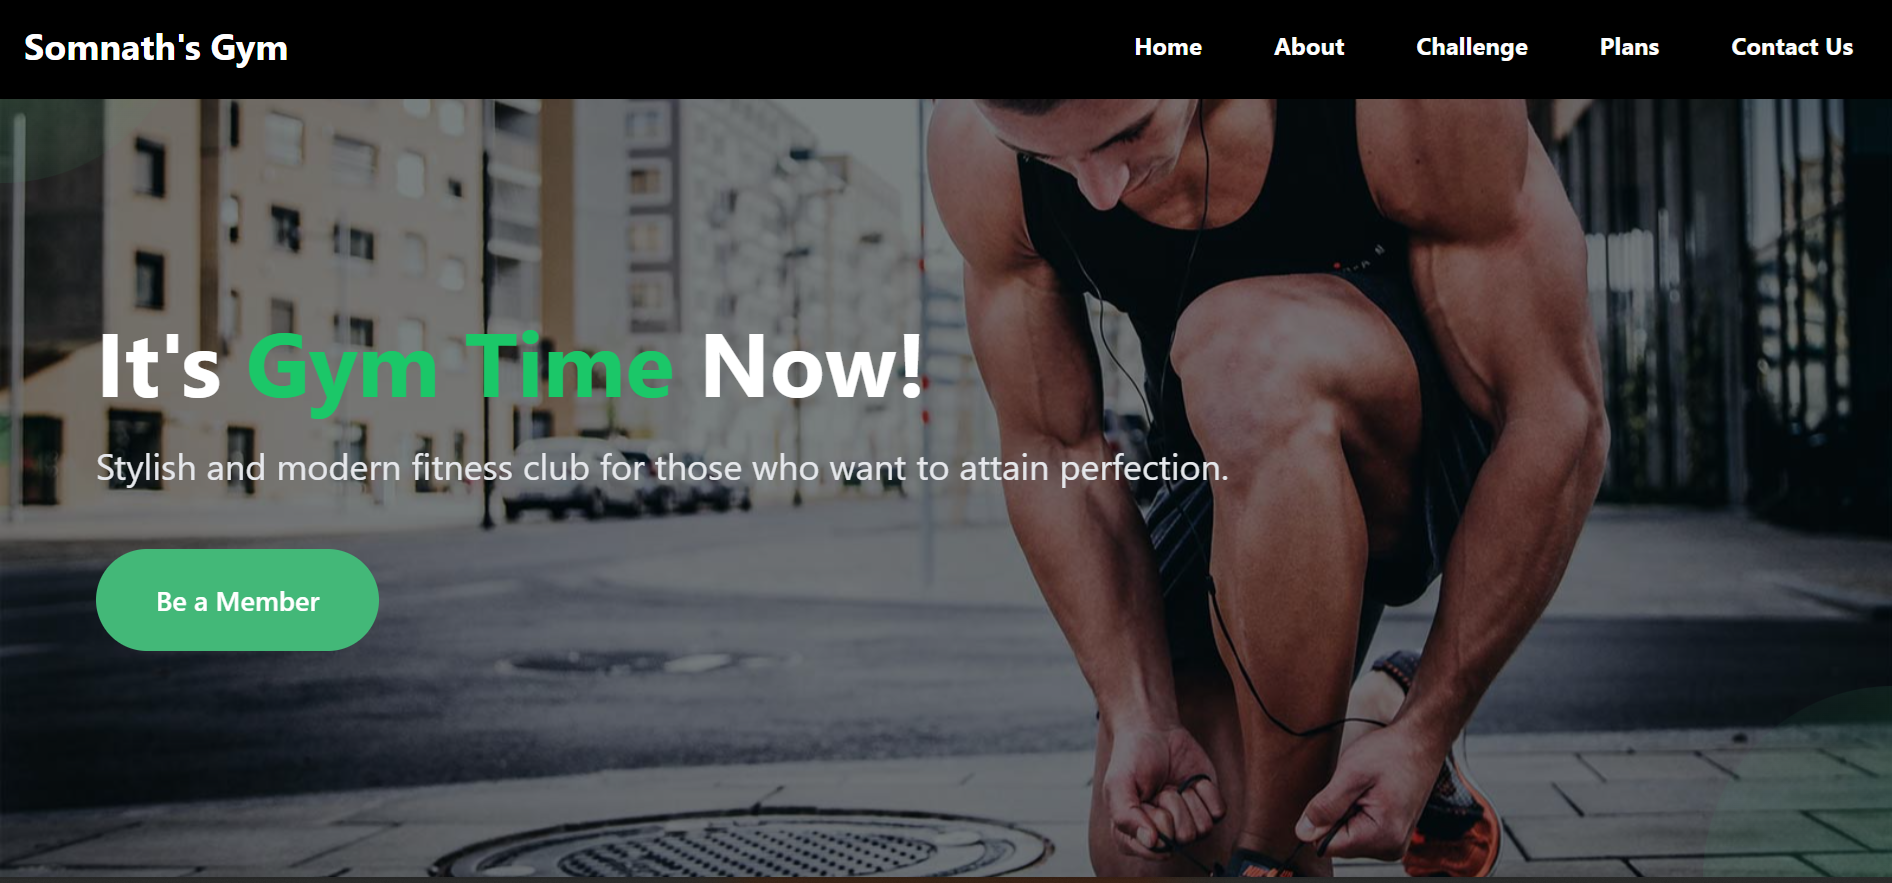 Somnath's Gym
Home About Challenge Plans Contact Us
It's Gym Time Now!
Stylish and modern fitness club for those who want to attain perfection.
Be a Member